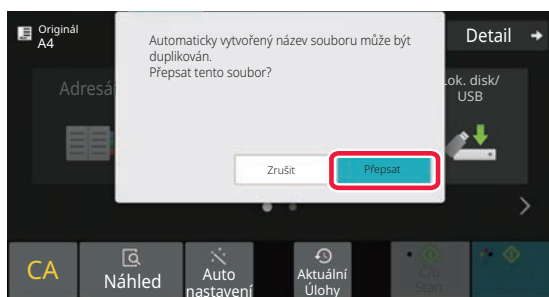 Originál
A4
Automaticky vytvořený název souboru může být
duplikován.
Přepsat tento soubor?
Detail
Adresá
ok. disk/
USB
Zrušit
Přepsat
CA
Náhled
Auto
nastavení
Aktuální
Úlohy
Č/b
Start